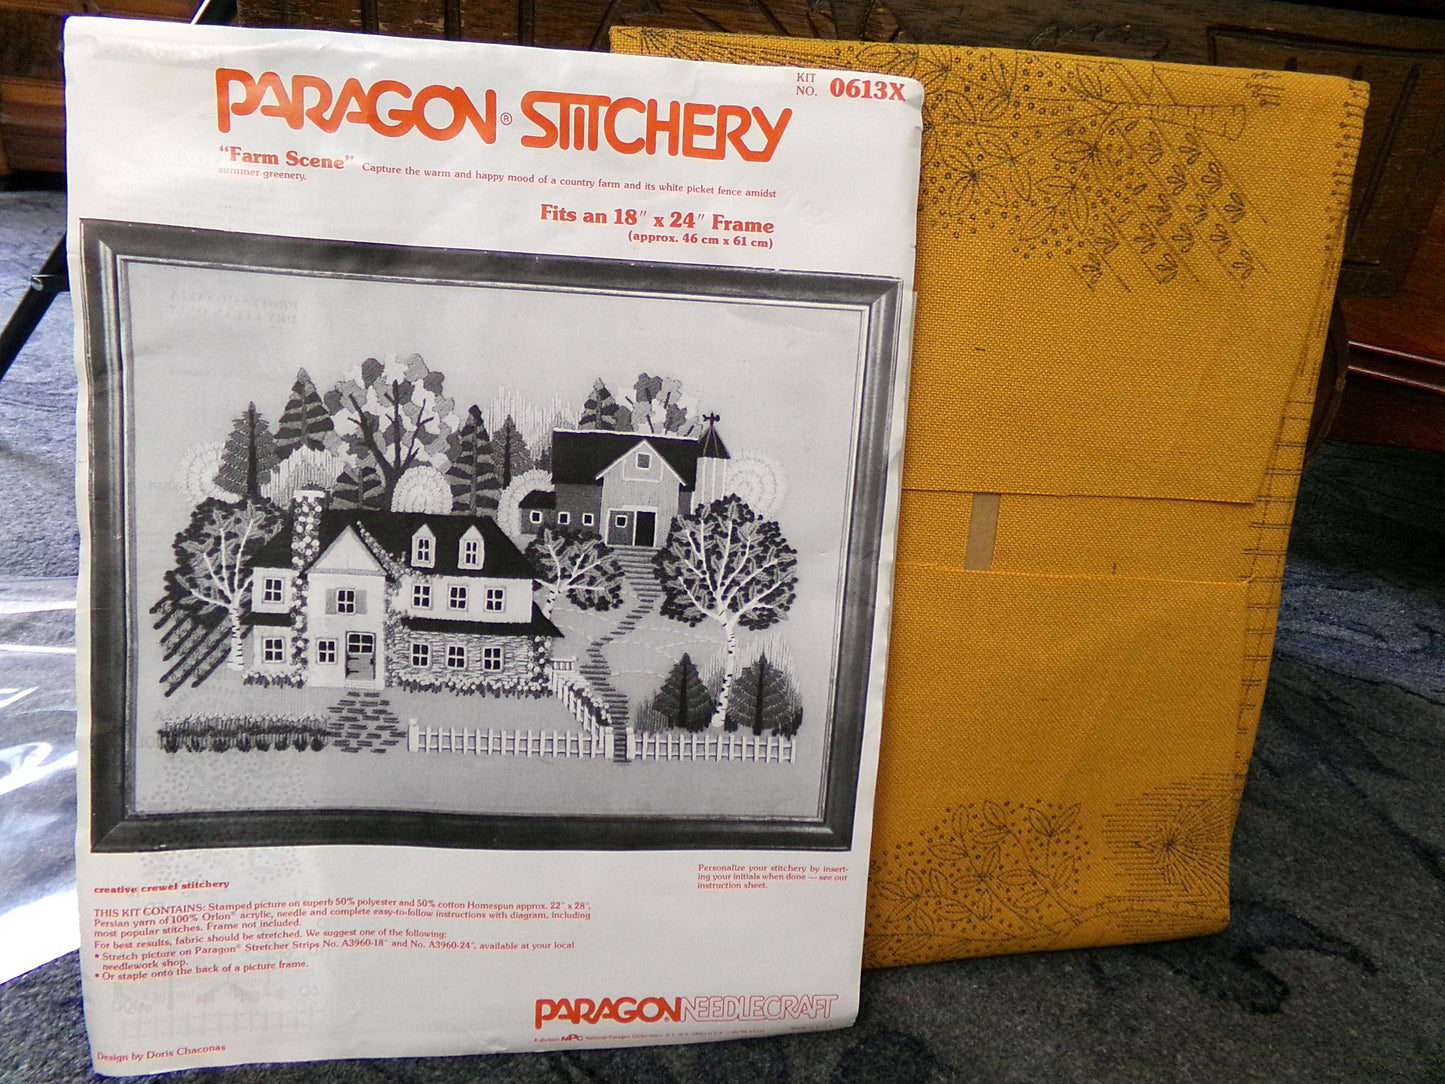 PARAGON® STITCHERY
KIT
NO. 0613X
"Farm Scene" Capture the warm and happy mood of a country farm and its white picket fence amidst
summer greenery.
Fits an 18" x 24" Frame
(approx. 46 cm x 61 cm)
Personalize your stitchery by insert-
ing your initials when done — see our
instruction sheet.
creative crewel stitchery
THIS KIT CONTAINS: Stamped picture on superb 50% polyester and 50% cotton Homespun approx. 22" x 28",
Persian yarn of 100% Orlon® acrylic, needle and complete easy-to-follow instructions with diagram, including
most popular stitches. Frame not included.
For best results, fabric should be stretched. We suggest one of the following:
• Stretch picture on Paragon® Stretcher Strips No. A3960-18" and No. A3960-24", available at your local
needlework shop.
• Or staple onto the back of a picture frame.
PARAGON NEEDLECRAFT
A division NPC National Paragon Corporation
Design by Doris Chaconas